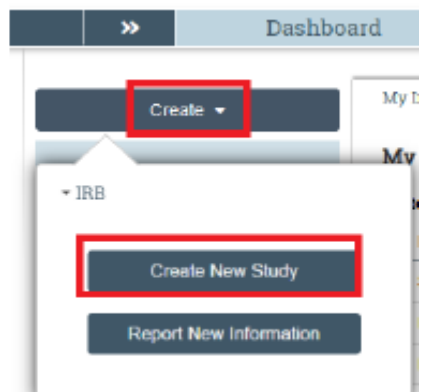 Dashboard
Create
My
My
IRB
Create New Study
Report New Information